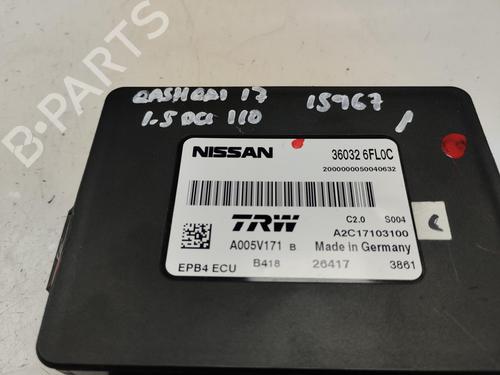 QASHQAI 17 15967 /
1.5 DCI 110
NISSAN 36032 6FL0C
2000000050040632
TRW C2.0 S004
A2C17103100
A005V171 B Made in Germany
EPB4 ECU B418 26417 3861
B-PARTS